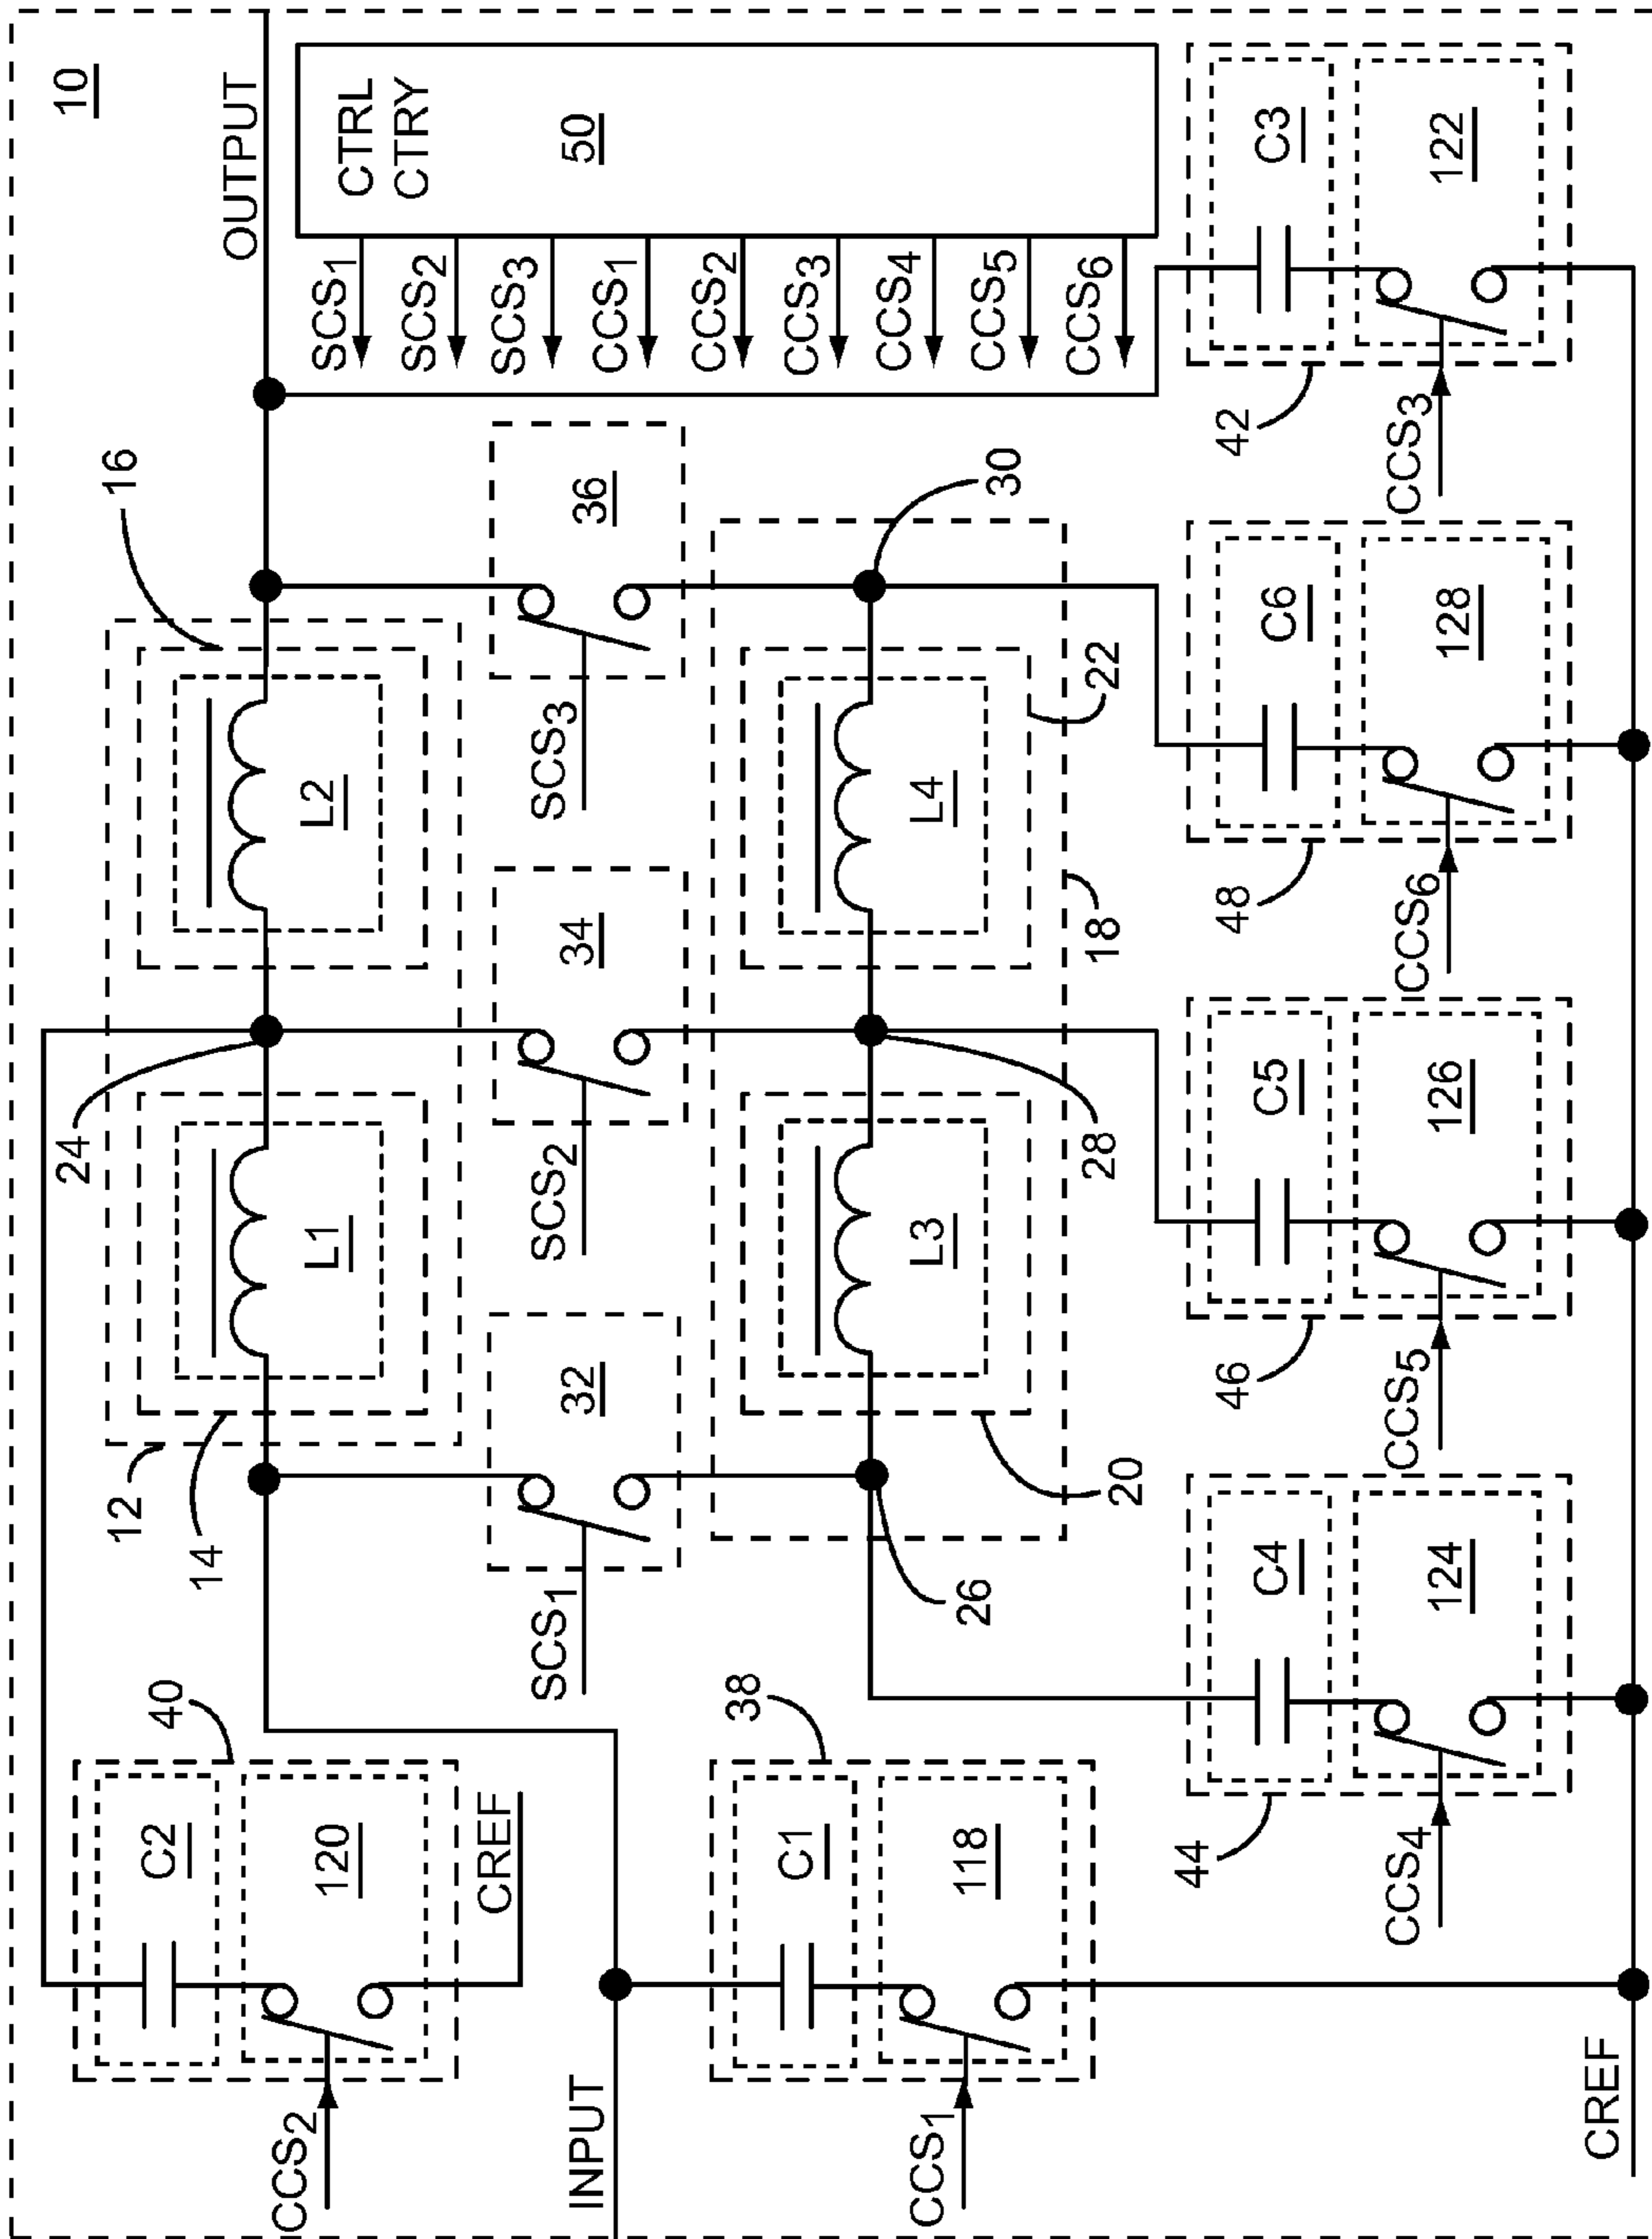 10
OUTPUT
CTRL
CTRY
50
SCS1
SCS2
SCS3
CCS1
CCS2
CCS3
CCS4
CCS5
CCS6
16
L2
24
L1
12
14
36
SCS3
34
SCS2
32
SCS1
30
22
L4
18
28
L3
20
26
40
C2
120
CREF
CCS2
INPUT
38
C1
118
CCS1
C3
122
42
CCS3
C6
128
48
CCS6
C5
126
46
CCS5
C4
124
44
CCS4
CREF